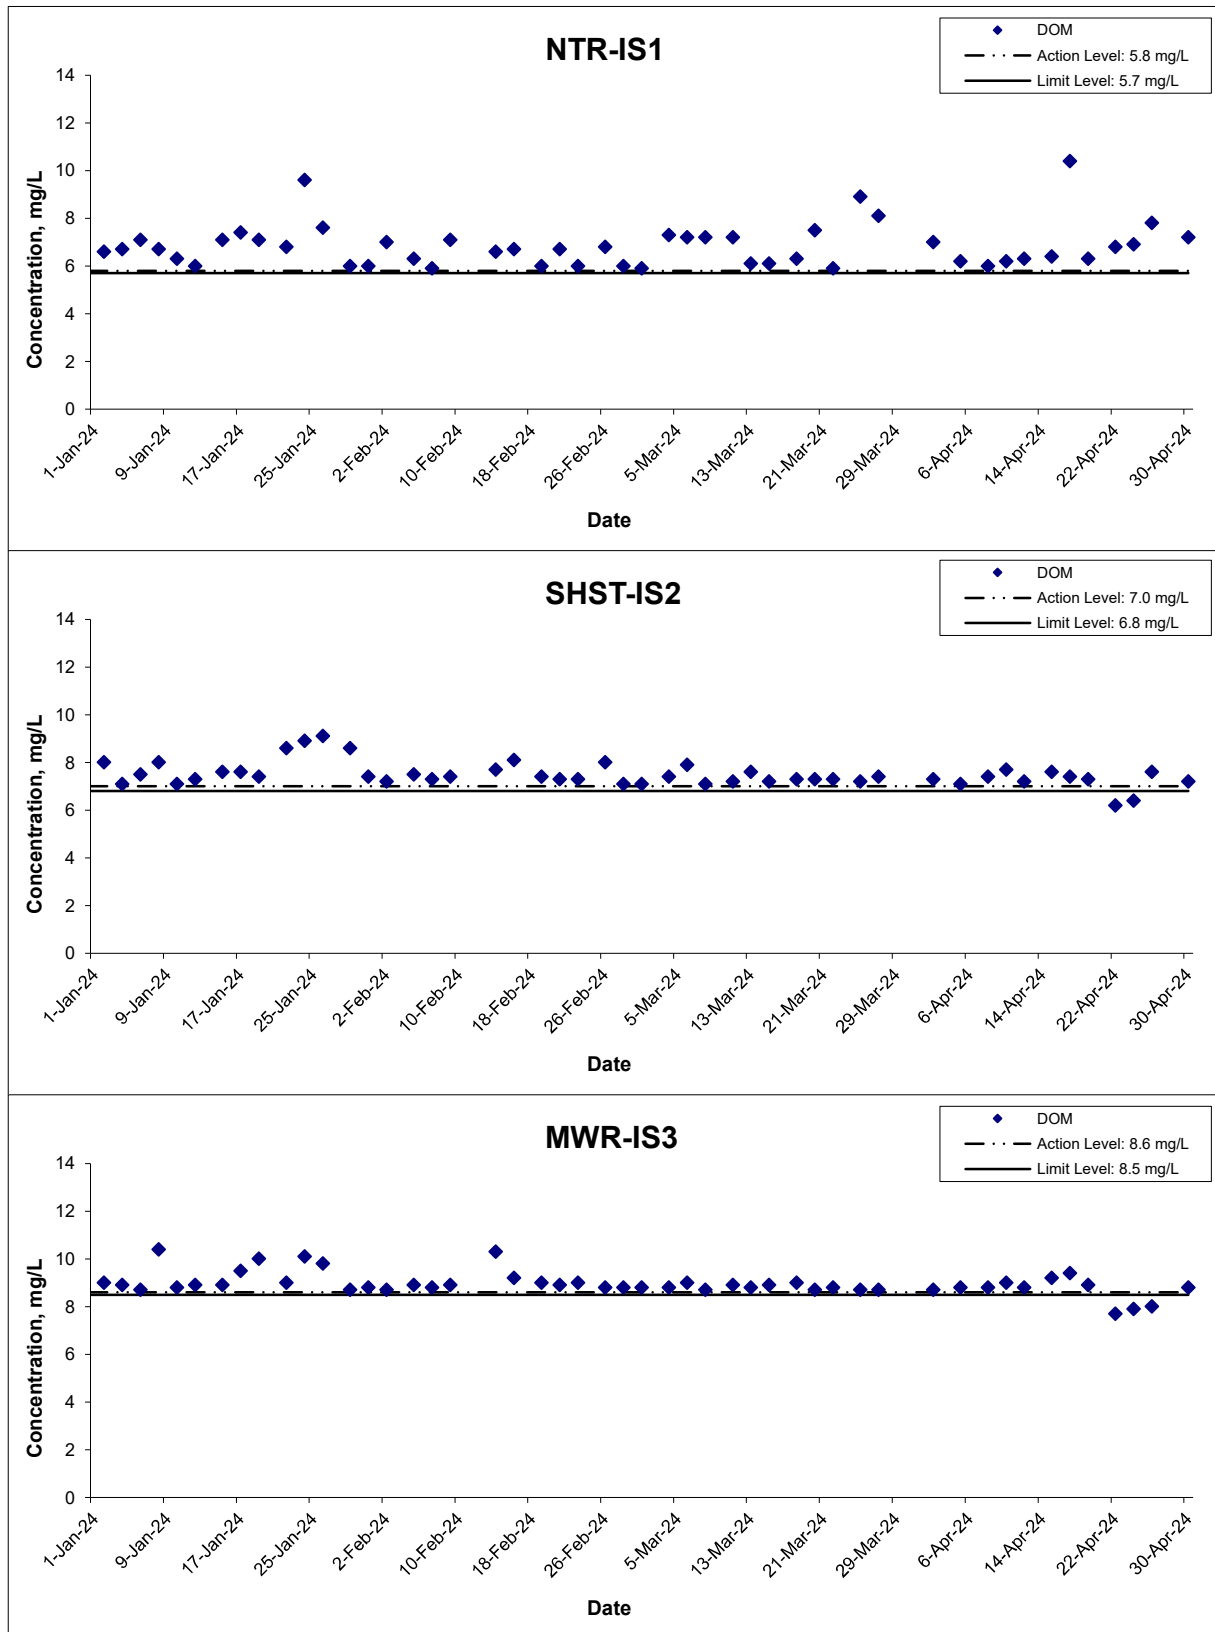 NTR-IS1
DOM
Action Level: 5.8 mg/L
Limit Level: 5.7 mg/L
Concentration, mg/L
14
12
10
8
6
4
2
0
1-Jan-24
9-Jan-24
17-Jan-24
25-Jan-24
2-Feb-24
10-Feb-24
18-Feb-24
26-Feb-24
5-Mar-24
13-Mar-24
21-Mar-24
29-Mar-24
6-Apr-24
14-Apr-24
22-Apr-24
30-Apr-24
Date
SHST-IS2
DOM
Action Level: 7.0 mg/L
Limit Level: 6.8 mg/L
Concentration, mg/L
14
12
10
8
6
4
2
0
1-Jan-24
9-Jan-24
17-Jan-24
25-Jan-24
2-Feb-24
10-Feb-24
18-Feb-24
26-Feb-24
5-Mar-24
13-Mar-24
21-Mar-24
29-Mar-24
6-Apr-24
14-Apr-24
22-Apr-24
30-Apr-24
Date
MWR-IS3
DOM
Action Level: 8.6 mg/L
Limit Level: 8.5 mg/L
Concentration, mg/L
14
12
10
8
6
4
2
0
1-Jan-24
9-Jan-24
17-Jan-24
25-Jan-24
2-Feb-24
10-Feb-24
18-Feb-24
26-Feb-24
5-Mar-24
13-Mar-24
21-Mar-24
29-Mar-24
6-Apr-24
14-Apr-24
22-Apr-24
30-Apr-24
Date